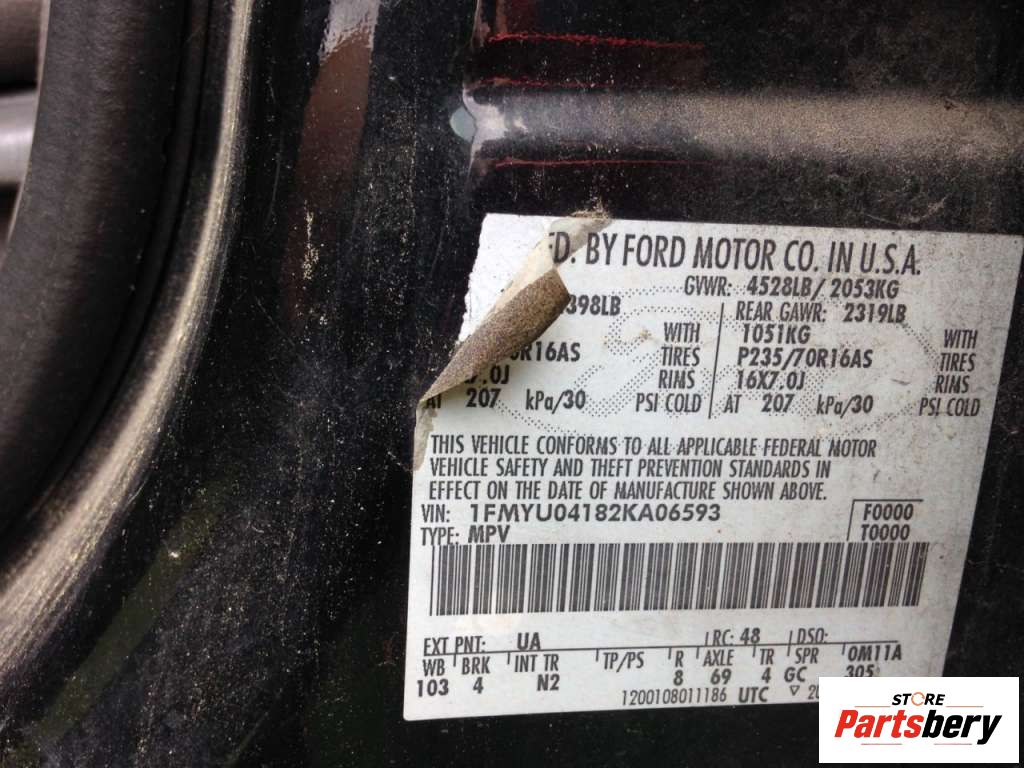 BY FORD MOTOR CO. IN U.S.A.
GVWR: 4528LB/2053KG
398LB
REAR GAWR: 2319LB
WITH 1051KG WITH
R16AS TIRES P235/70R16AS TIRES
.0J RIMS 16X7.0J RIMS
AT 207 kPa/30 PSI COLD AT 207 kPa/30 PSI COLD
THIS VEHICLE CONFORMS TO ALL APPLICABLE FEDERAL MOTOR
VEHICLE SAFETY AND THEFT PREVENTION STANDARDS IN
EFFECT ON THE DATE OF MANUFACTURE SHOWN ABOVE.
VIN: 1FMYU04182KA06593 F0000
TYPE: MPV T0000
EXT PNT: UA RC: 48 DSO:
WB BRK INT TR TP/PS R AXLE TR SPR 0M11A
103 4 N2 8 69 4 GC 305
1200108011186 UTC
STORE
Partsbery